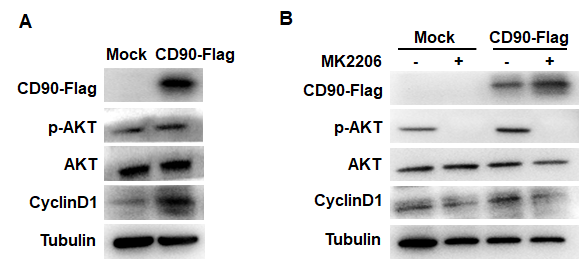 A
Mock CD90-Flag
CD90-Flag
p-AKT
AKT
CyclinD1
Tubulin
B
Mock CD90-Flag
MK2206 - + - +
CD90-Flag
p-AKT
AKT
CyclinD1
Tubulin